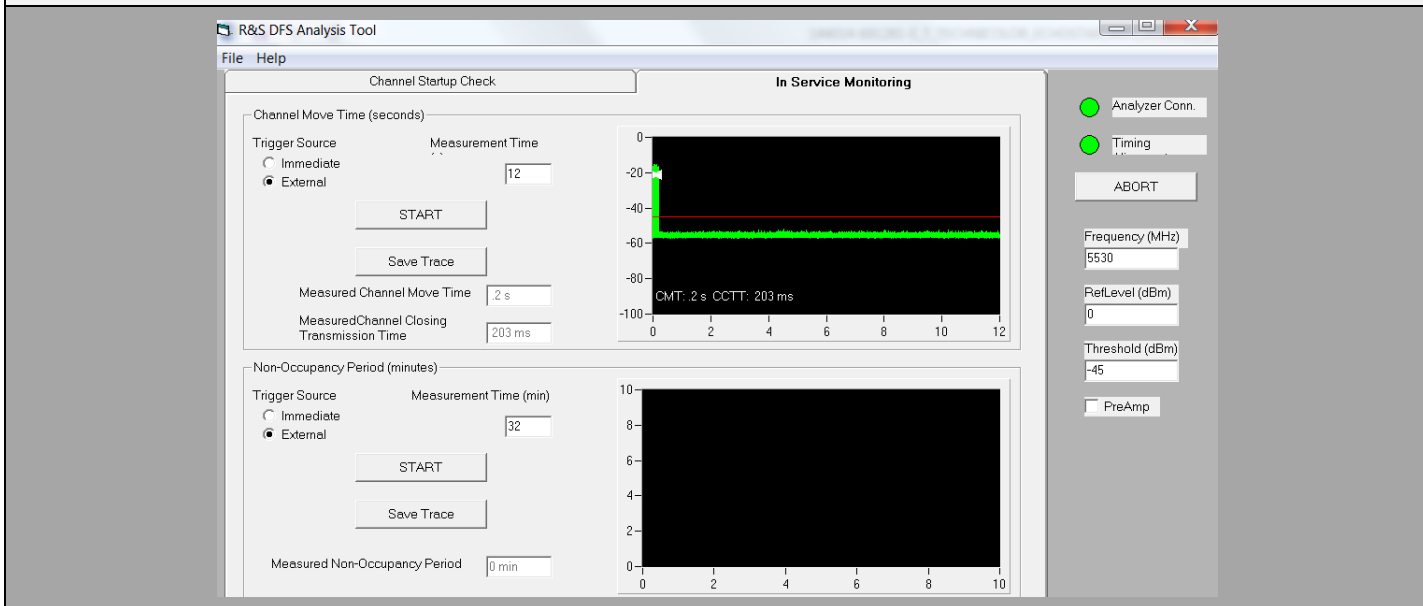 R&S DFS Analysis Tool
File Help
Channel Startup Check
In Service Monitoring
Channel Move Time (seconds)
Trigger Source
Measurement Time
Immediate
External
12
START
Save Trace
Measured Channel Move Time
.2 s
MeasuredChannel Closing
Transmission Time
203 ms
0
-20
-40
-60
-80
-100
CMT: .2 s CCTT: 203 ms
0 2 4 6 8 10 12
Non-Occupancy Period (minutes)
Trigger Source
Measurement Time (min)
Immediate
External
32
START
Save Trace
Measured Non-Occupancy Period
0 min
10
8
6
4
2
0
0 2 4 6 8 10
Analyzer Conn.
Timing
ABORT
Frequency (MHz)
5530
RefLevel (dBm)
0
Threshold (dBm)
-45
PreAmp